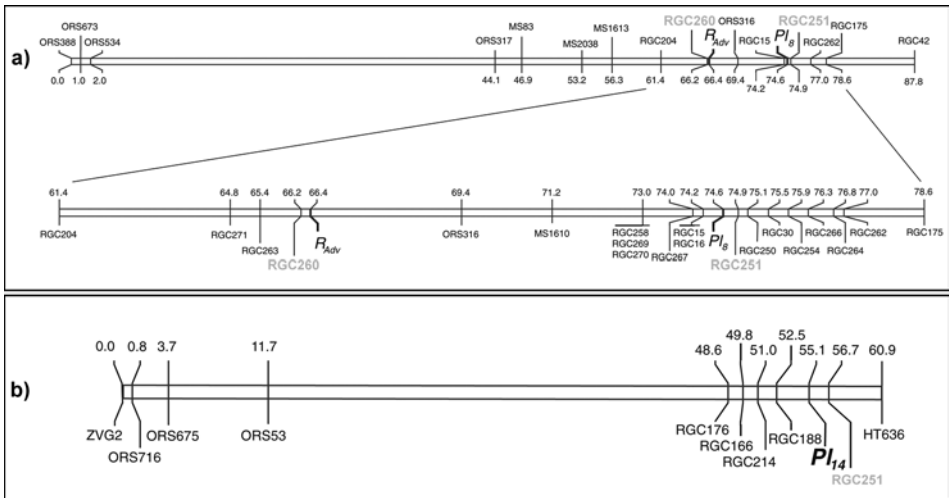 a)
ORS388 ORS673 ORS534 ORS317 MS83 MS2038 MS1613 RGC204 RGC260 R_Adv ORS316 RGC15 Pl_8 RGC251 RGC262 RGC175 RGC42
0.0 1.0 2.0 44.1 46.9 53.2 56.3 61.4 66.2 66.4 69.4 74.2 74.6 74.9 77.0 78.6 87.8
61.4 64.8 65.4 66.2 66.4 69.4 71.2 73.0 74.0 74.2 74.6 74.9 75.1 75.5 75.9 76.3 76.8 77.0 78.6
RGC204 RGC271 RGC263 RGC260 R_Adv ORS316 MS1610 RGC258 RGC269 RGC270 RGC267 RGC15 RGC16 Pl_8 RGC251 RGC250 RGC30 RGC254 RGC266 RGC264 RGC262 RGC175
b)
0.0 0.8 3.7 11.7 48.6 49.8 51.0 52.5 55.1 56.7 60.9
ZVG2 ORS716 ORS675 ORS53 RGC176 RGC166 RGC214 RGC188 Pl_14 RGC251 HT636